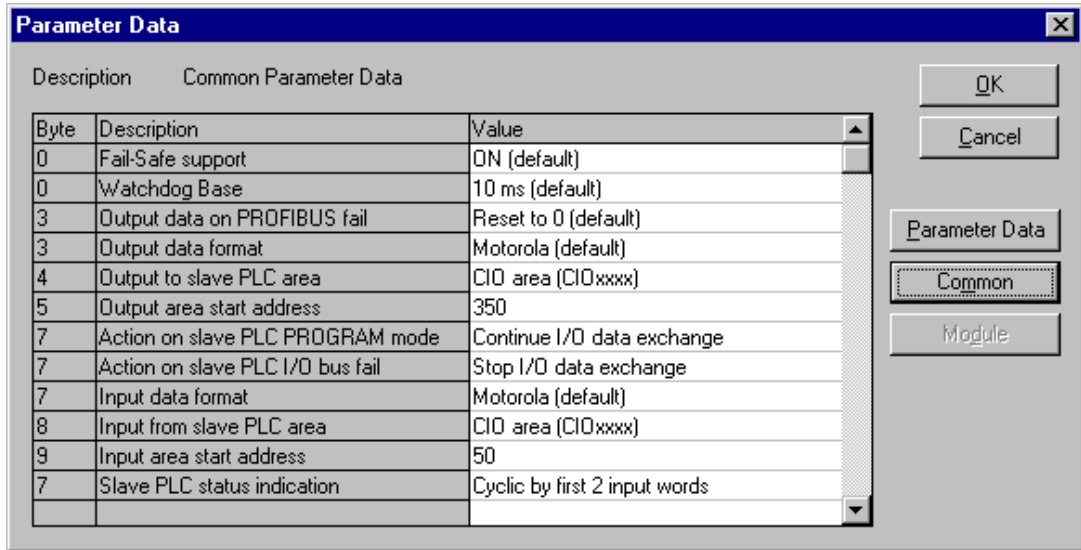 Parameter Data
Description Common Parameter Data
OK
Cancel
Byte Description Value
0 Fail-Safe support ON (default)
0 Watchdog Base 10 ms (default)
3 Output data on PROFIBUS fail Reset to 0 (default)
3 Output data format Motorola (default)
4 Output to slave PLC area CIO area (CIOxxxx)
5 Output area start address 350
7 Action on slave PLC PROGRAM mode Continue I/O data exchange
7 Action on slave PLC I/O bus fail Stop I/O data exchange
7 Input data format Motorola (default)
8 Input from slave PLC area CIO area (CIOxxxx)
9 Input area start address 50
7 Slave PLC status indication Cyclic by first 2 input words
Parameter Data
Common
Module